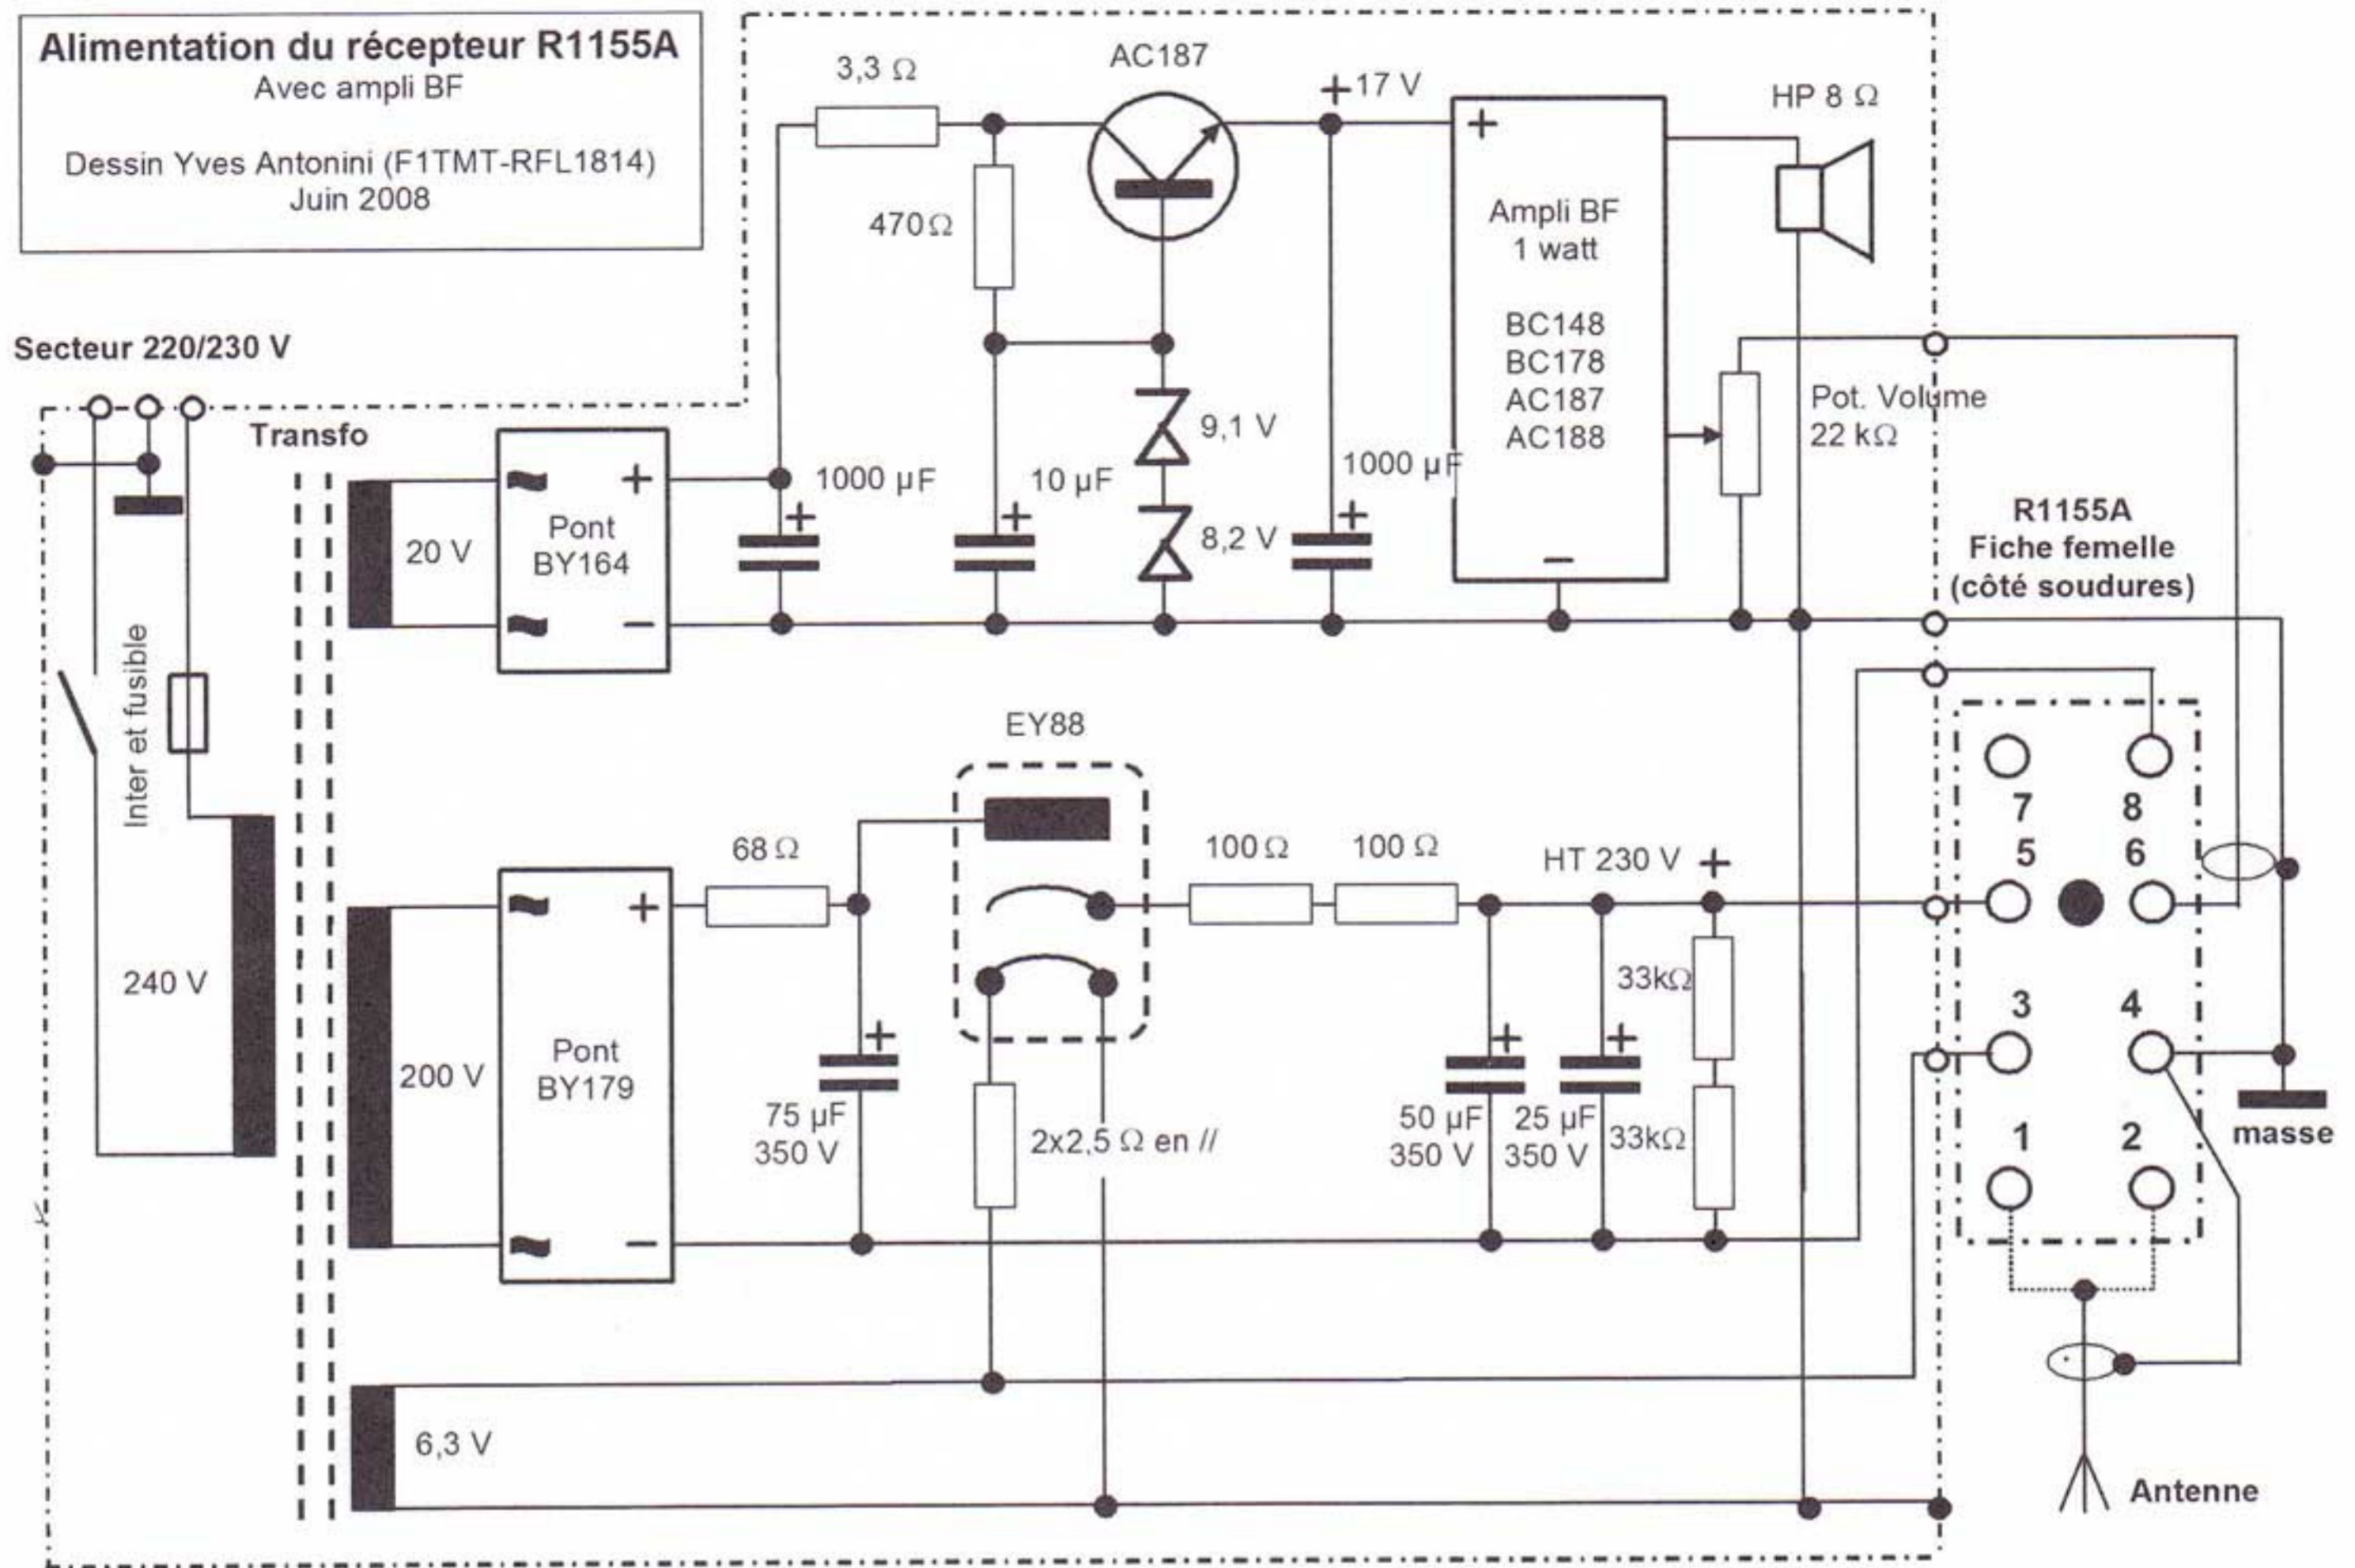 Alimentation du récepteur R1155A
Avec ampli BF
Dessin Yves Antonini (F1TMT-RFL1814)
Juin 2008
3,3 Ω
AC187
+17 V
HP 8 Ω
470Ω
+
Ampli BF
1 watt
BC148
BC178
AC187
AC188
Secteur 220/230 V
Transfo
9,1 V
Pot. Volume
22 kΩ
+
1000 µF
10 µF
1000 µF
20 V
Pont
BY164
+
+
8,2 V
+
R1155A
Fiche femelle
(côté soudures)
−
−
Inter et fusible
EY88
7
8
68 Ω
100 Ω
100 Ω
HT 230 V +
5
6
+
240 V
33kΩ
3
4
200 V
Pont
BY179
+
+
+
75 µF
350 V
2x2,5 Ω en //
50 µF
350 V
25 µF
350 V
33kΩ
1
2
masse
−
6,3 V
Antenne